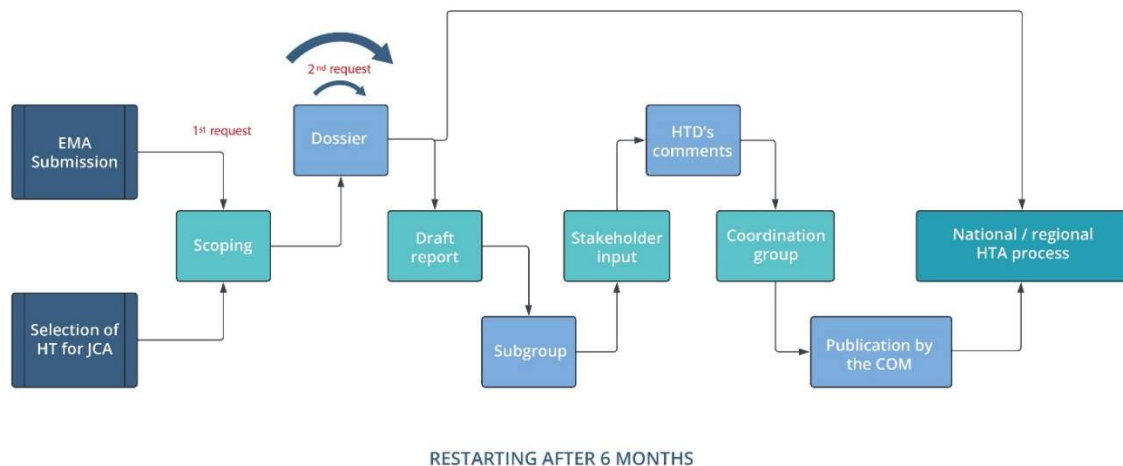 2nd request
EMA
Submission
1st request
Dossier
HTD's
comments
Scoping
Draft
report
Stakeholder
input
Coordination
group
National / regional
HTA process
Selection of
HT for JCA
Subgroup
Publication by
the COM
RESTARTING AFTER 6 MONTHS